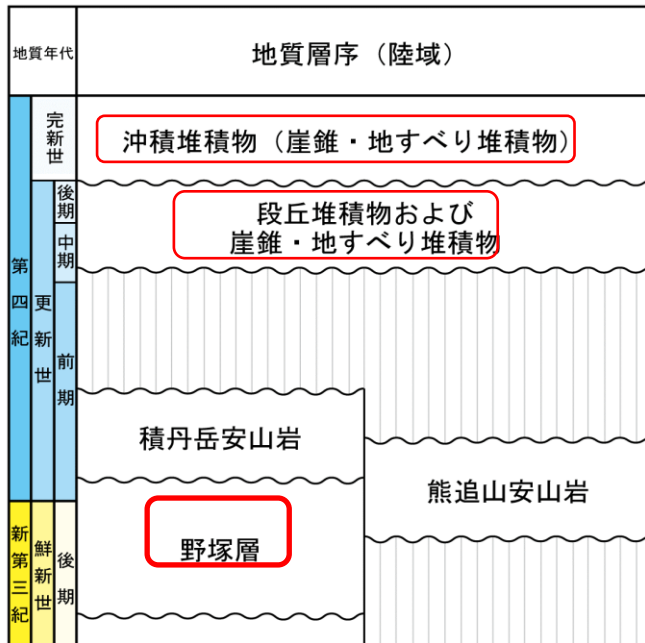 地質年代
地質層序（陸域）
第四紀
完新世
沖積堆積物（崖錐・地すべり堆積物）
更新世
後期
段丘堆積物および
崖錐・地すべり堆積物
中期
前期
積丹岳安山岩
熊追山安山岩
新第三紀
鮮新世
後期
野塚層